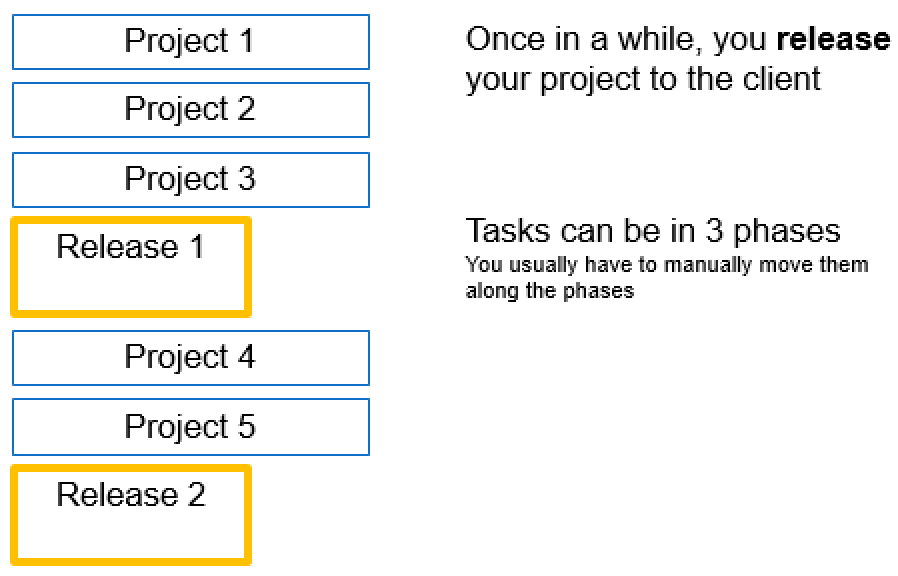 Project 1
Project 2
Project 3
Release 1
Project 4
Project 5
Release 2
Once in a while, you release
your project to the client
Tasks can be in 3 phases
You usually have to manually move them
along the phases